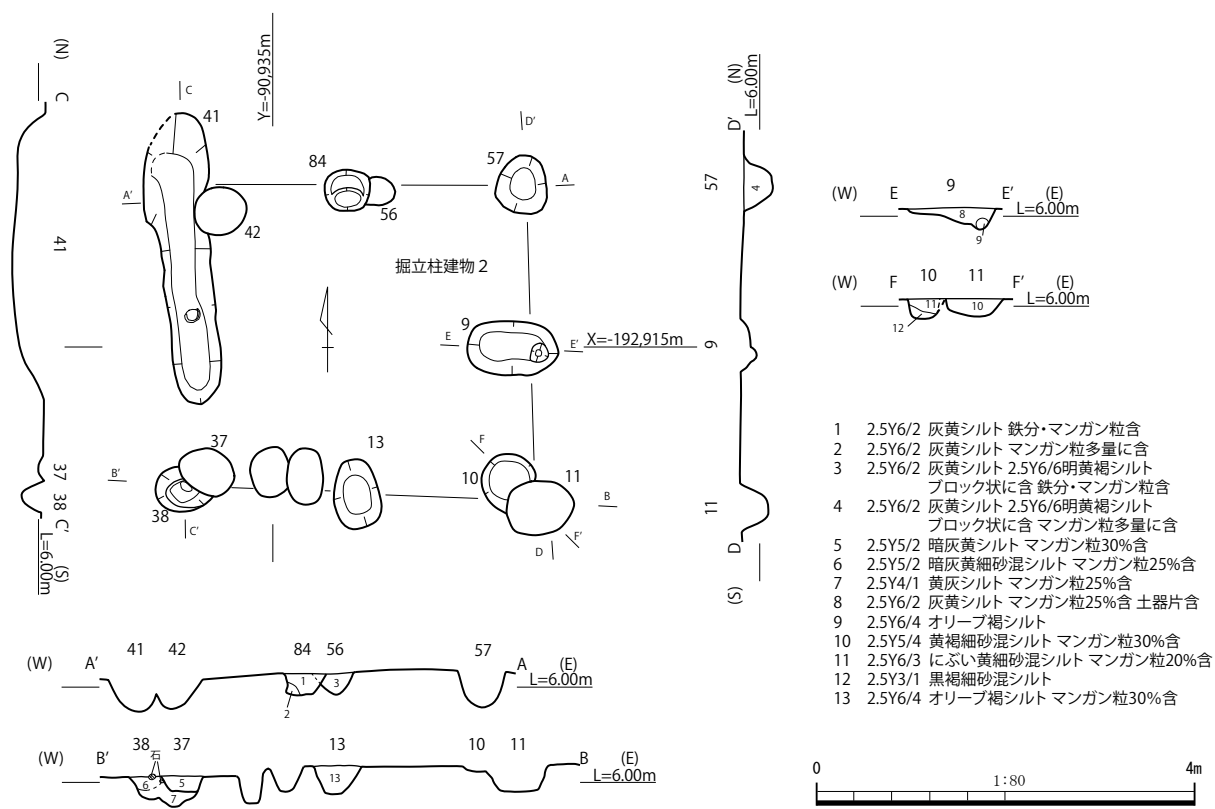 (N)
C
41
37
38
C'
L=6.00m
(S)
Y=-90,935m
C
41
A'
42
84
56
57
D'
A
掘立柱建物2
9
E
E'
X=-192,915m
B'
37
38
C'
13
F
10
11
B
D
F'
(N)
L=6.00m
D'
57
4
9
11
D
(S)
(W) E 9 E' (E)
L=6.00m
8
9
(W) F 10 11 F' (E)
L=6.00m
11
10
12
1 2.5Y6/2 灰黄シルト 鉄分・マンガン粒含
2 2.5Y6/2 灰黄シルト マンガン粒多量に含
3 2.5Y6/2 灰黄シルト 2.5Y6/6明黄褐シルト
ブロック状に含 鉄分・マンガン粒含
4 2.5Y6/2 灰黄シルト 2.5Y6/6明黄褐シルト
ブロック状に含 マンガン粒多量に含
5 2.5Y5/2 暗灰黄シルト マンガン粒30%含
6 2.5Y5/2 暗灰黄細砂混シルト マンガン粒25%含
7 2.5Y4/1 黄灰シルト マンガン粒25%含
8 2.5Y6/2 灰黄シルト マンガン粒25%含 土器片含
9 2.5Y6/4 オリーブ褐シルト
10 2.5Y5/4 黄褐細砂混シルト マンガン粒30%含
11 2.5Y6/3 にぶい黄細砂混シルト マンガン粒20%含
12 2.5Y3/1 黒褐細砂混シルト
13 2.5Y6/4 オリーブ褐シルト マンガン粒30%含
(W) A' 41 42 84 56 57 A (E)
L=6.00m
1
3
2
(W) B' 38 石 37 13 10 11 B (E)
L=6.00m
6
5
7
13
0 1:80 4m